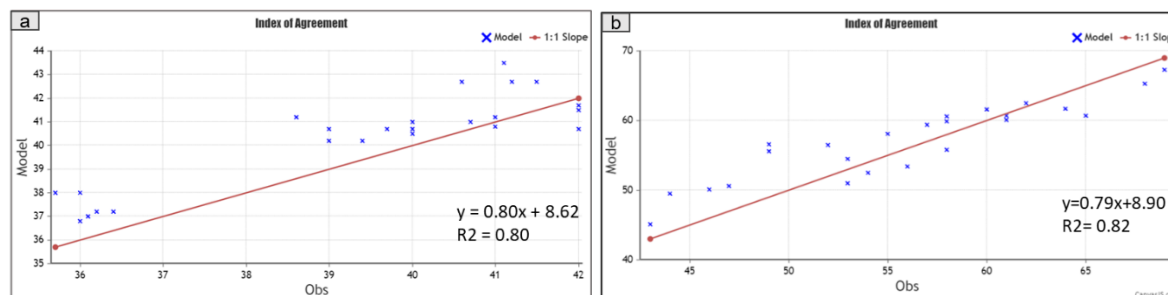 a
Index of Agreement
Model
1:1 Slope
44
43
42
41
40
39
38
37
36
35
Model
36
37
38
39
40
41
42
Obs
y = 0.80x + 8.62
R2 = 0.80
b
Index of Agreement
Model
1:1 Slop
70
60
50
40
Model
45
50
55
60
65
Obs
y=0.79x+8.90
R2= 0.82